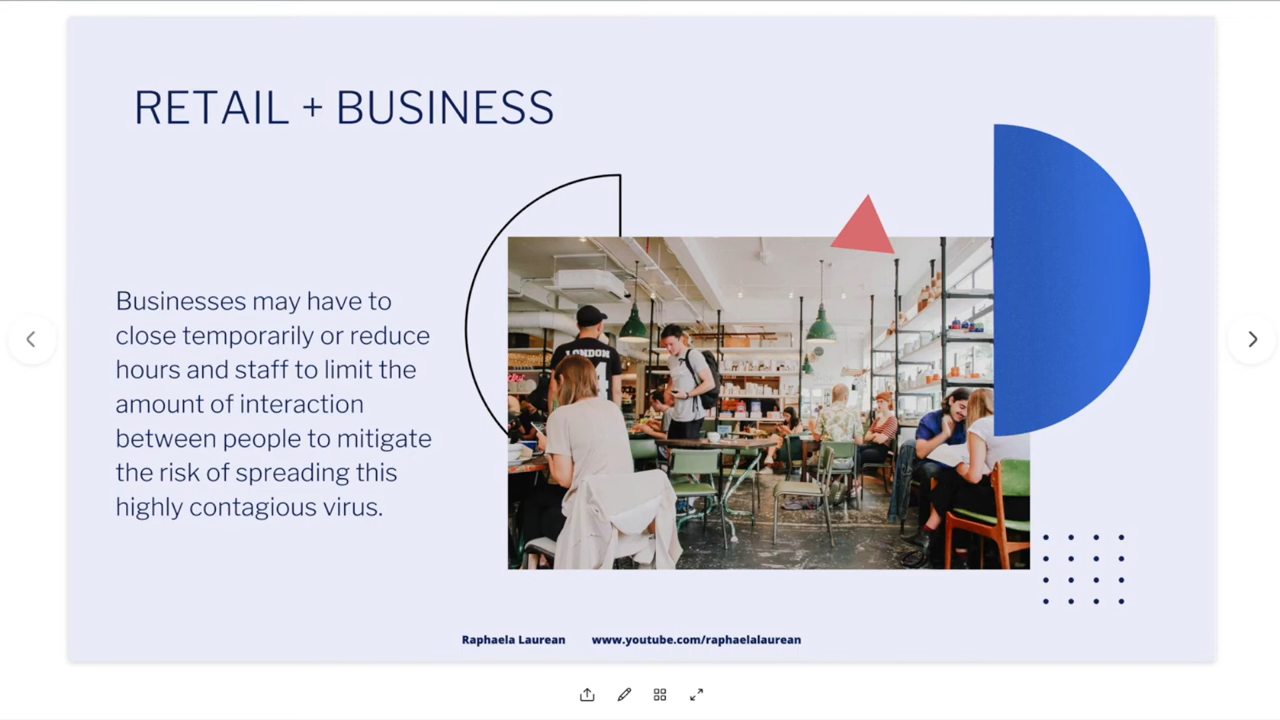 RETAIL + BUSINESS
Businesses may have to
close temporarily or reduce
hours and staff to limit the
amount of interaction
between people to mitigate
the risk of spreading this
highly contagious virus.
LONDON
Raphaela Laurean www.youtube.com/raphaelalaurean